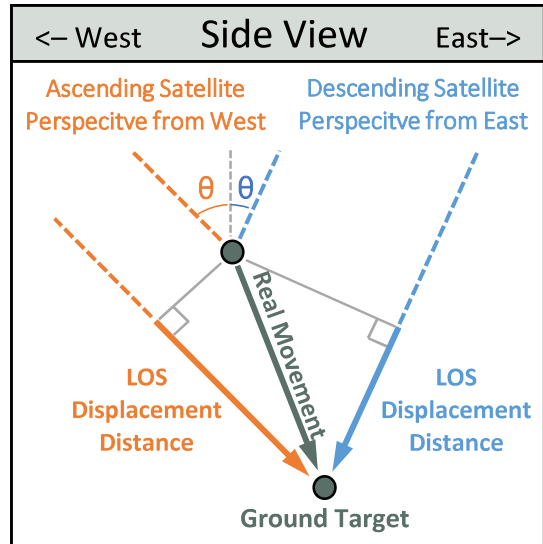 <– West Side View East–>
Ascending Satellite
Perspecitve from West
Descending Satellite
Perspecitve from East
θ θ
Real Movement
LOS
Displacement
Distance
LOS
Displacement
Distance
Ground Target